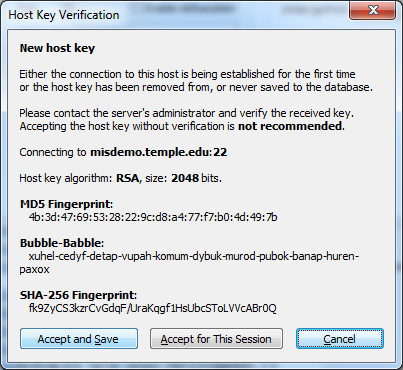 Host Key Verification
New host key
Either the connection to this host is being established for the first time
or the host key has been removed from, or never saved to the database.
Please contact the server's administrator and verify the received key.
Accepting the host key without verification is not recommended.
Connecting to misdemo.temple.edu:22
Host key algorithm: RSA, size: 2048 bits.
MD5 Fingerprint:
4b:3d:47:69:53:28:22:9c:d8:a4:77:f7:b0:4d:49:7b
Bubble-Babble:
xuhel-cedyf-detap-vupah-komum-dybuk-murod-pubok-banap-huren-
paxox
SHA-256 Fingerprint:
fk9ZyCS3kzrCvGdqF/UraKqgf1HsUbcSToLVVcABr0Q
Accept and Save Accept for This Session Cancel